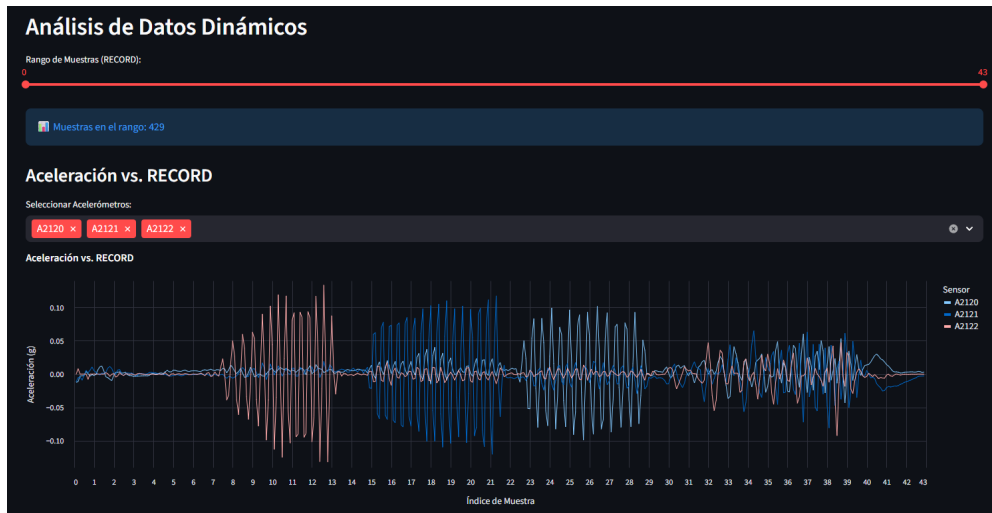 Análisis de Datos Dinámicos
Rango de Muestras (RECORD):
0 43
Muestras en el rango: 429
Aceleración vs. RECORD
Seleccionar Acelerómetros:
A2120 × A2121 × A2122 ×
Aceleración vs. RECORD
Sensor
A2120
A2121
A2122
Aceleración (g)
0.10
0.05
0.00
−0.05
−0.10
0 1 2 3 4 5 6 7 8 9 10 11 12 13 14 15 16 17 18 19 20 21 22 23 24 25 26 27 28 29 30 31 32 33 34 35 36 37 38 39 40 41 42 43
Índice de Muestra